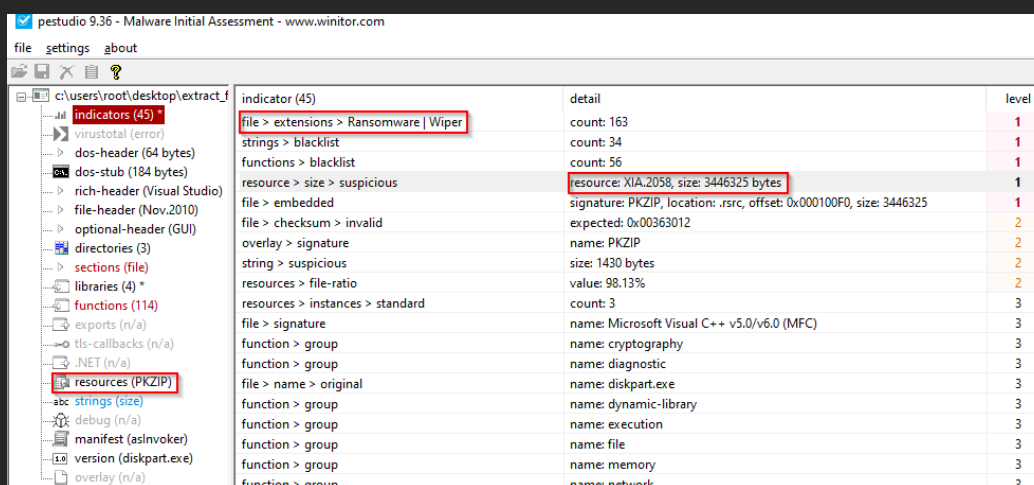 pestudio 9.36 - Malware Initial Assessment - www.winitor.com
file settings about
c:\users\root\desktop\extract_f
indicators (45) *
virustotal (error)
dos-header (64 bytes)
dos-stub (184 bytes)
rich-header (Visual Studio)
file-header (Nov.2010)
optional-header (GUI)
directories (3)
sections (file)
libraries (4) *
functions (114)
exports (n/a)
tls-callbacks (n/a)
.NET (n/a)
resources (PKZIP)
abc strings (size)
debug (n/a)
manifest (asInvoker)
1.0 version (diskpart.exe)
overlay (n/a)
indicator (45) detail level
file > extensions > Ransomware | Wiper count: 163 1
strings > blacklist count: 34 1
functions > blacklist count: 56 1
resource > size > suspicious resource: XIA.2058, size: 3446325 bytes 1
file > embedded signature: PKZIP, location: .rsrc, offset: 0x000100F0, size: 3446325 1
file > checksum > invalid expected: 0x00363012 2
overlay > signature name: PKZIP 2
string > suspicious size: 1430 bytes 2
resources > file-ratio value: 98.13% 2
resources > instances > standard count: 3 3
file > signature name: Microsoft Visual C++ v5.0/v6.0 (MFC) 3
function > group name: cryptography 3
function > group name: diagnostic 3
file > name > original name: diskpart.exe 3
function > group name: dynamic-library 3
function > group name: execution 3
function > group name: file 3
function > group name: memory 3
function > group name: network 3